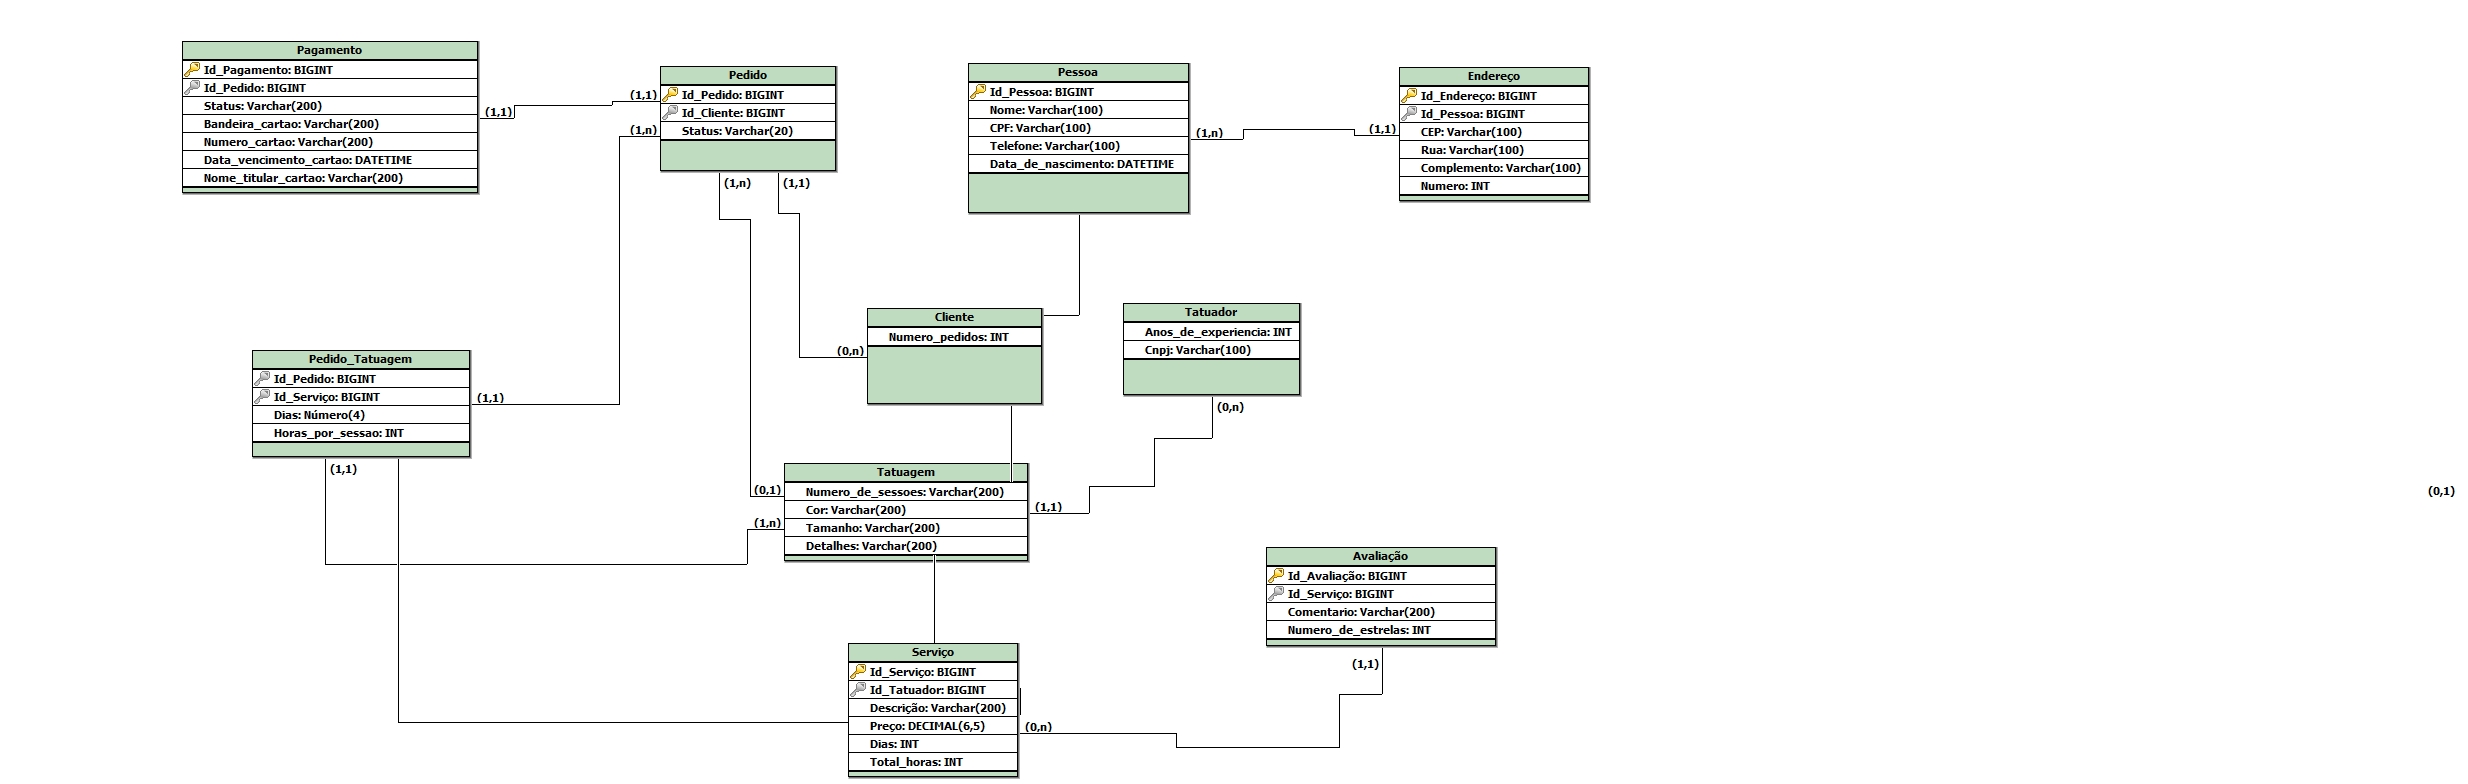 Pagamento
Id_Pagamento: BIGINT
Id_Pedido: BIGINT
Status: Varchar(200)
Bandeira_cartao: Varchar(200)
Numero_cartao: Varchar(200)
Data_vencimento_cartao: DATETIME
Nome_titular_cartao: Varchar(200)
(1,1)
(1,1)
(1,n)
Pedido
Id_Pedido: BIGINT
Id_Cliente: BIGINT
Status: Varchar(20)
(1,n)
(1,1)
Pessoa
Id_Pessoa: BIGINT
Nome: Varchar(100)
CPF: Varchar(100)
Telefone: Varchar(100)
Data_de_nascimento: DATETIME
(1,n)
(1,1)
Endereço
Id_Endereço: BIGINT
Id_Pessoa: BIGINT
CEP: Varchar(100)
Rua: Varchar(100)
Complemento: Varchar(100)
Numero: INT
Cliente
Numero_pedidos: INT
(0,n)
Tatuador
Anos_de_experiencia: INT
Cnpj: Varchar(100)
(0,n)
Pedido_Tatuagem
Id_Pedido: BIGINT
Id_Serviço: BIGINT
Dias: Número(4)
Horas_por_sessao: INT
(1,1)
(1,1)
Tatuagem
Numero_de_sessoes: Varchar(200)
Cor: Varchar(200)
Tamanho: Varchar(200)
Detalhes: Varchar(200)
(0,1)
(1,n)
(1,1)
(0,1)
Avaliação
Id_Avaliação: BIGINT
Id_Serviço: BIGINT
Comentario: Varchar(200)
Numero_de_estrelas: INT
(1,1)
Serviço
Id_Serviço: BIGINT
Id_Tatuador: BIGINT
Descrição: Varchar(200)
Preço: DECIMAL(6,5)
Dias: INT
Total_horas: INT
(0,n)